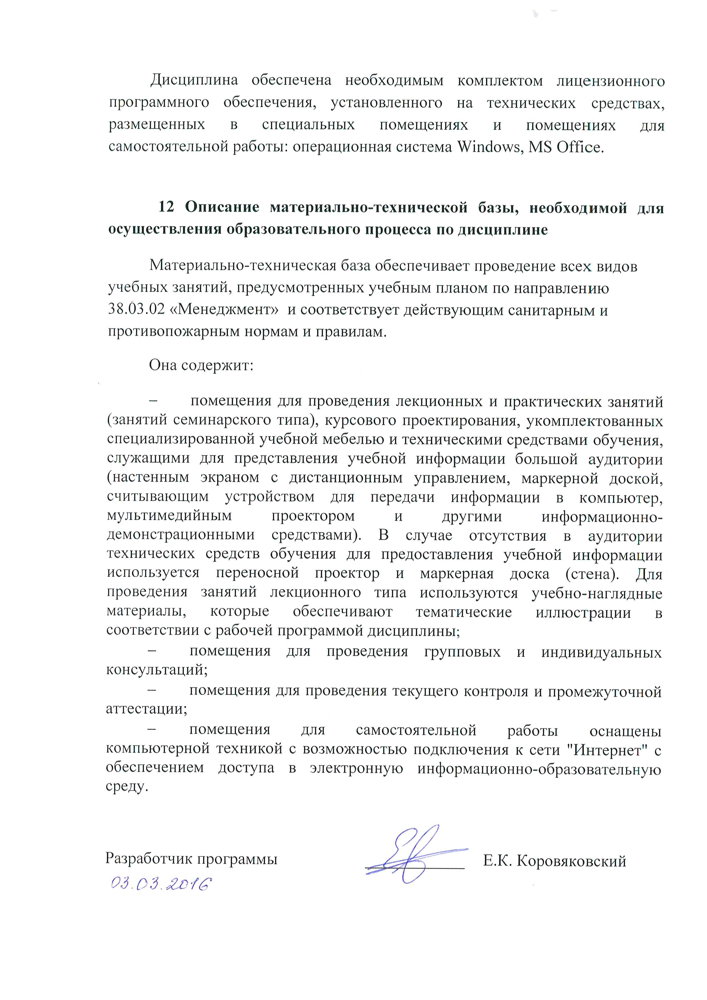 Дисциплина обеспечена необходимым комплектом лицензионного
программного обеспечения, установленного на технических средствах,
размещенных в специальных помещениях и помещениях для
самостоятельной работы: операционная система Windows, MS Office.
12 Описание материально-технической базы, необходимой для
осуществления образовательного процесса по дисциплине
Материально-техническая база обеспечивает проведение всех видов
учебных занятий, предусмотренных учебным планом по направлению
38.03.02 «Менеджмент» и соответствует действующим санитарным и
противопожарным нормам и правилам.
Она содержит:
– помещения для проведения лекционных и практических занятий
(занятий семинарского типа), курсового проектирования, укомплектованных
специализированной учебной мебелью и техническими средствами обучения,
служащими для представления учебной информации большой аудитории
(настенным экраном с дистанционным управлением, маркерной доской,
считывающим устройством для передачи информации в компьютер,
мультимедийным проектором и другими информационно-
демонстрационными средствами). В случае отсутствия в аудитории
технических средств обучения для предоставления учебной информации
используется переносной проектор и маркерная доска (стена). Для
проведения занятий лекционного типа используются учебно-наглядные
материалы, которые обеспечивают тематические иллюстрации в
соответствии с рабочей программой дисциплины;
– помещения для проведения групповых и индивидуальных
консультаций;
– помещения для проведения текущего контроля и промежуточной
аттестации;
– помещения для самостоятельной работы оснащены
компьютерной техникой с возможностью подключения к сети "Интернет" с
обеспечением доступа в электронную информационно-образовательную
среду.
Разработчик программы Е.К. Коровяковский
03.03.2016